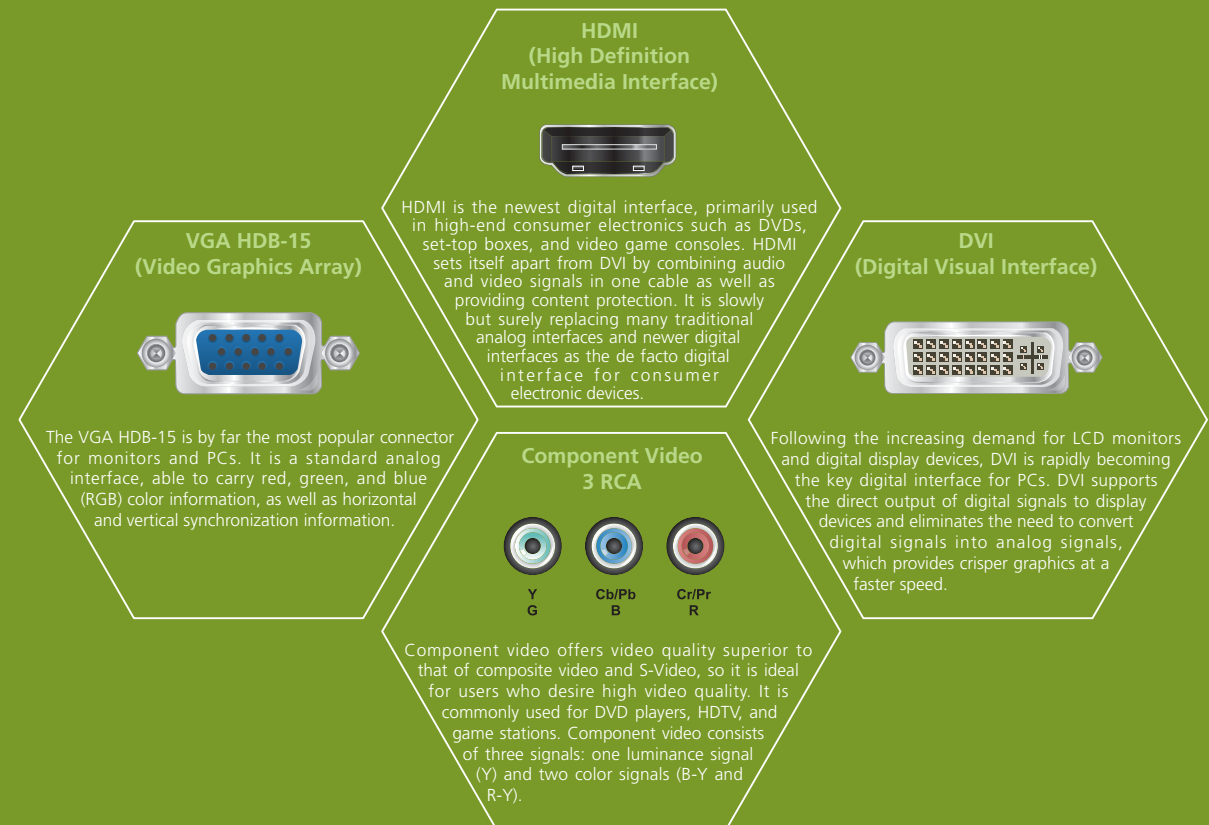 HDMI
(High Definition
Multimedia Interface)
HDMI is the newest digital interface, primarily used
in high-end consumer electronics such as DVDs,
set-top boxes, and video game consoles. HDMI
sets itself apart from DVI by combining audio
and video signals in one cable as well as
providing content protection. It is slowly
but surely replacing many traditional
analog interfaces and newer digital
interfaces as the de facto digital
interface for consumer
electronic devices.
VGA HDB-15
(Video Graphics Array)
The VGA HDB-15 is by far the most popular connector
for monitors and PCs. It is a standard analog
interface, able to carry red, green, and blue
(RGB) color information, as well as horizontal
and vertical synchronization information.
DVI
(Digital Visual Interface)
Following the increasing demand for LCD monitors
and digital display devices, DVI is rapidly becoming
the key digital interface for PCs. DVI supports
the direct output of digital signals to display
devices and eliminates the need to convert
digital signals into analog signals,
which provides crisper graphics at a
faster speed.
Component Video
3 RCA
Y Cb/Pb Cr/Pr
G B R
Component video offers video quality superior to
that of composite video and S-Video, so it is ideal
for users who desire high video quality. It is
commonly used for DVD players, HDTV, and
game stations. Component video consists
of three signals: one luminance signal
(Y) and two color signals (B-Y and
R-Y).